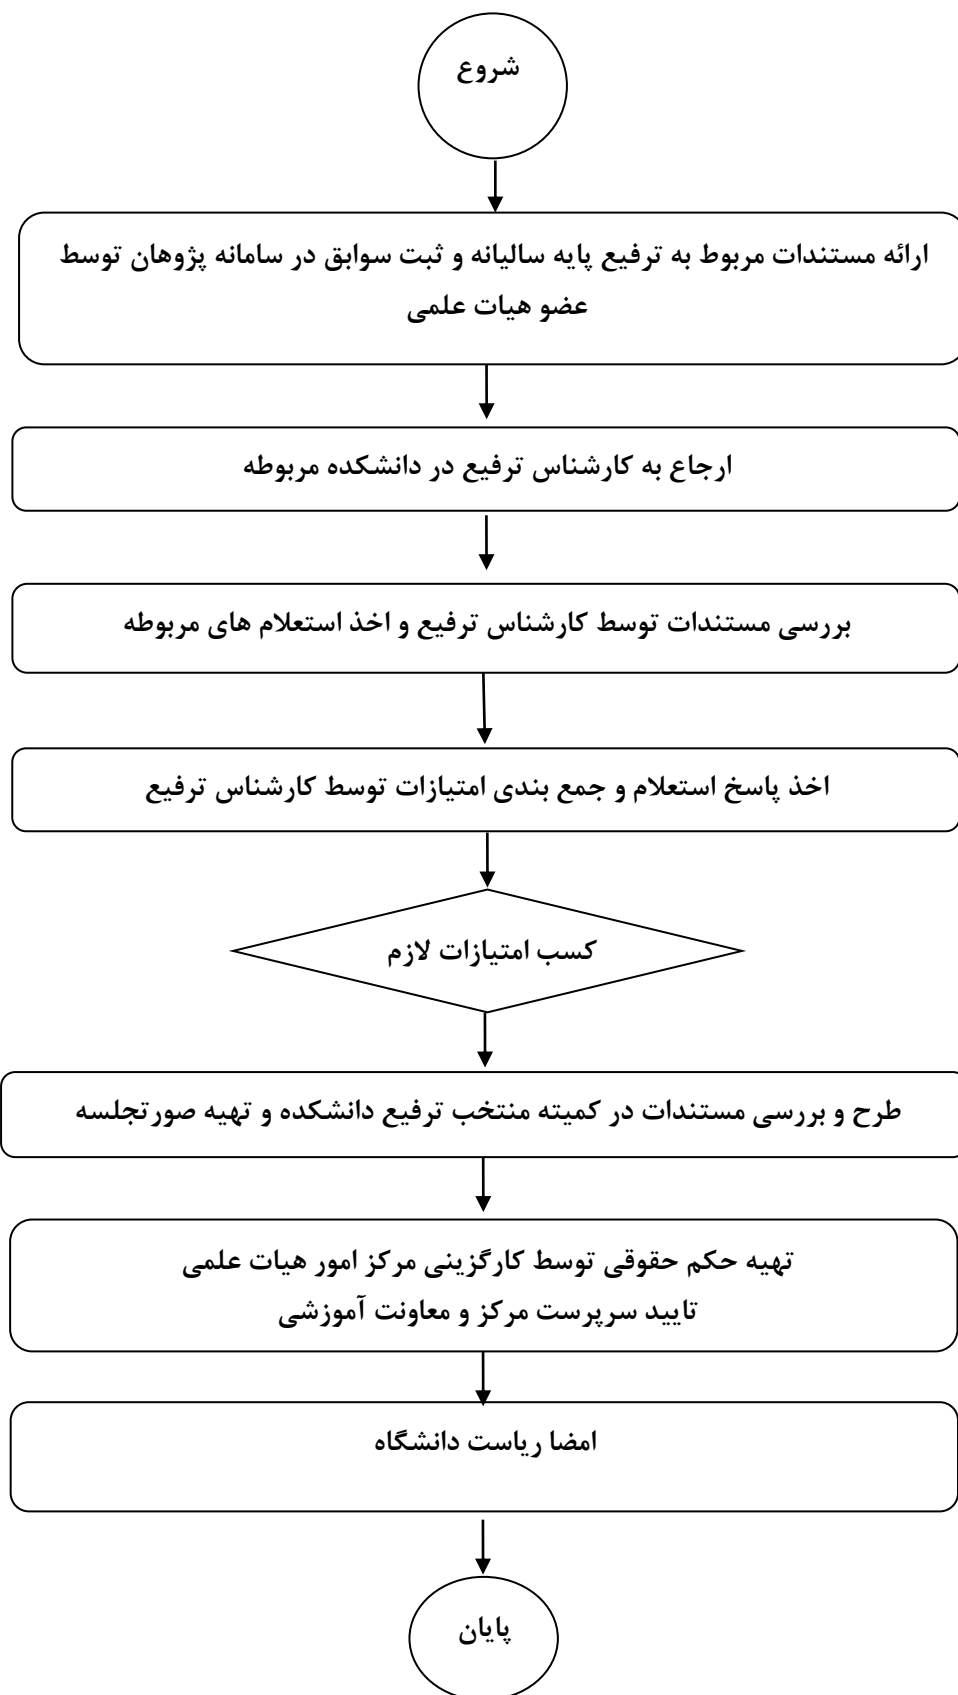 شروع
ارائه مستندات مربوط به ترفیع پایه سالیانه و ثبت سوابق در سامانه پژوهان توسط
عضو هیات علمی
ارجاع به کارشناس ترفیع در دانشکده مربوطه
بررسی مستندات توسط کارشناس ترفیع و اخذ استعلام های مربوطه
اخذ پاسخ استعلام و جمع بندی امتیازات توسط کارشناس ترفیع
کسب امتیازات لازم
طرح و بررسی مستندات در کمیته منتخب ترفیع دانشکده و تهیه صورتجلسه
تهیه حکم حقوقی توسط کارگزینی مرکز امور هیات علمی
تایید سرپرست مرکز و معاونت آموزشی
امضا ریاست دانشگاه
پایان